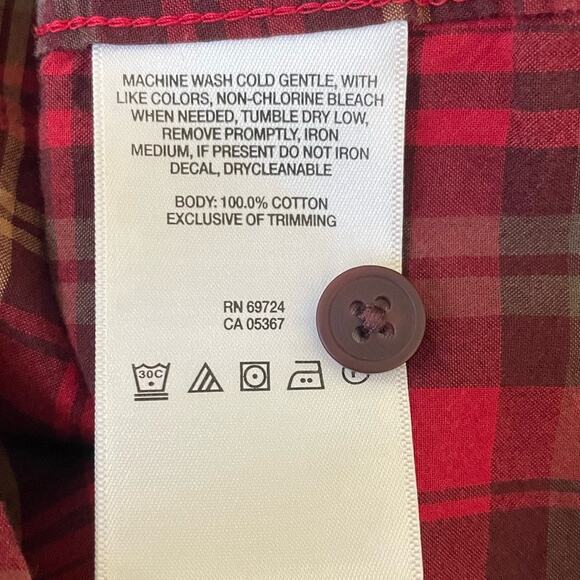 MACHINE WASH COLD GENTLE, WITH
LIKE COLORS, NON-CHLORINE BLEACH
WHEN NEEDED, TUMBLE DRY LOW,
REMOVE PROMPTLY, IRON
MEDIUM, IF PRESENT DO NOT IRON
DECAL, DRYCLEANABLE
BODY: 100.0% COTTON
EXCLUSIVE OF TRIMMING
RN 69724
CA 05367
30C